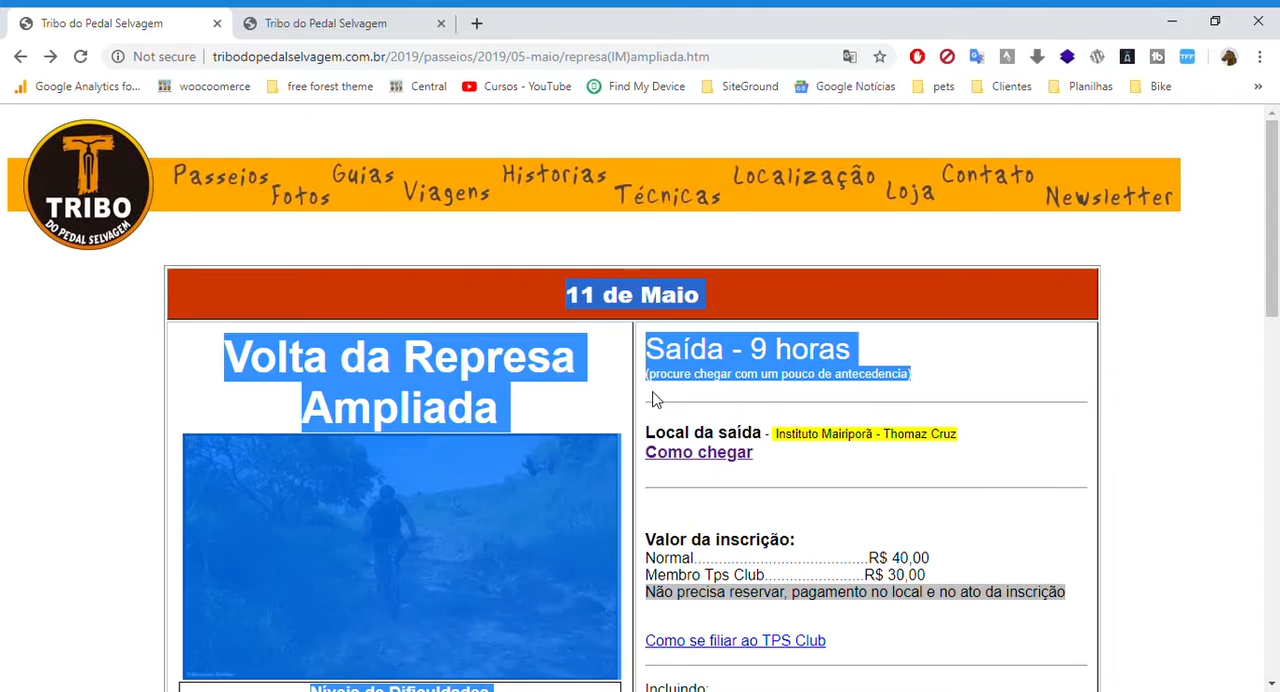 Tribo do Pedal Selvagem
Tribo do Pedal Selvagem
Not secure
tribodopedalselvagem.com.br/2019/passeios/2019/05-maio/represa(IM)ampliada.htm
Google Analytics fo...
woocoomerce
free forest theme
Central
Cursos - YouTube
Find My Device
SiteGround
Google Notícias
pets
Clientes
Planilhas
Bike
TRIBO
DO PEDAL SELVAGEM
Passeios
Fotos
Guias
Viagens
Historias
Técnicas
Localização
Loja
Contato
Newsletter
11 de Maio
Volta da Represa
Ampliada
Níveis de Dificuldades
Saída - 9 horas
(procure chegar com um pouco de antecedencia)
Local da saída - Instituto Mairiporã - Thomaz Cruz
Como chegar
Valor da inscrição:
Normal..........................................R$ 40,00
Membro Tps Club........................R$ 30,00
Não precisa reservar, pagamento no local e no ato da inscrição
Como se filiar ao TPS Club
Incluindo: